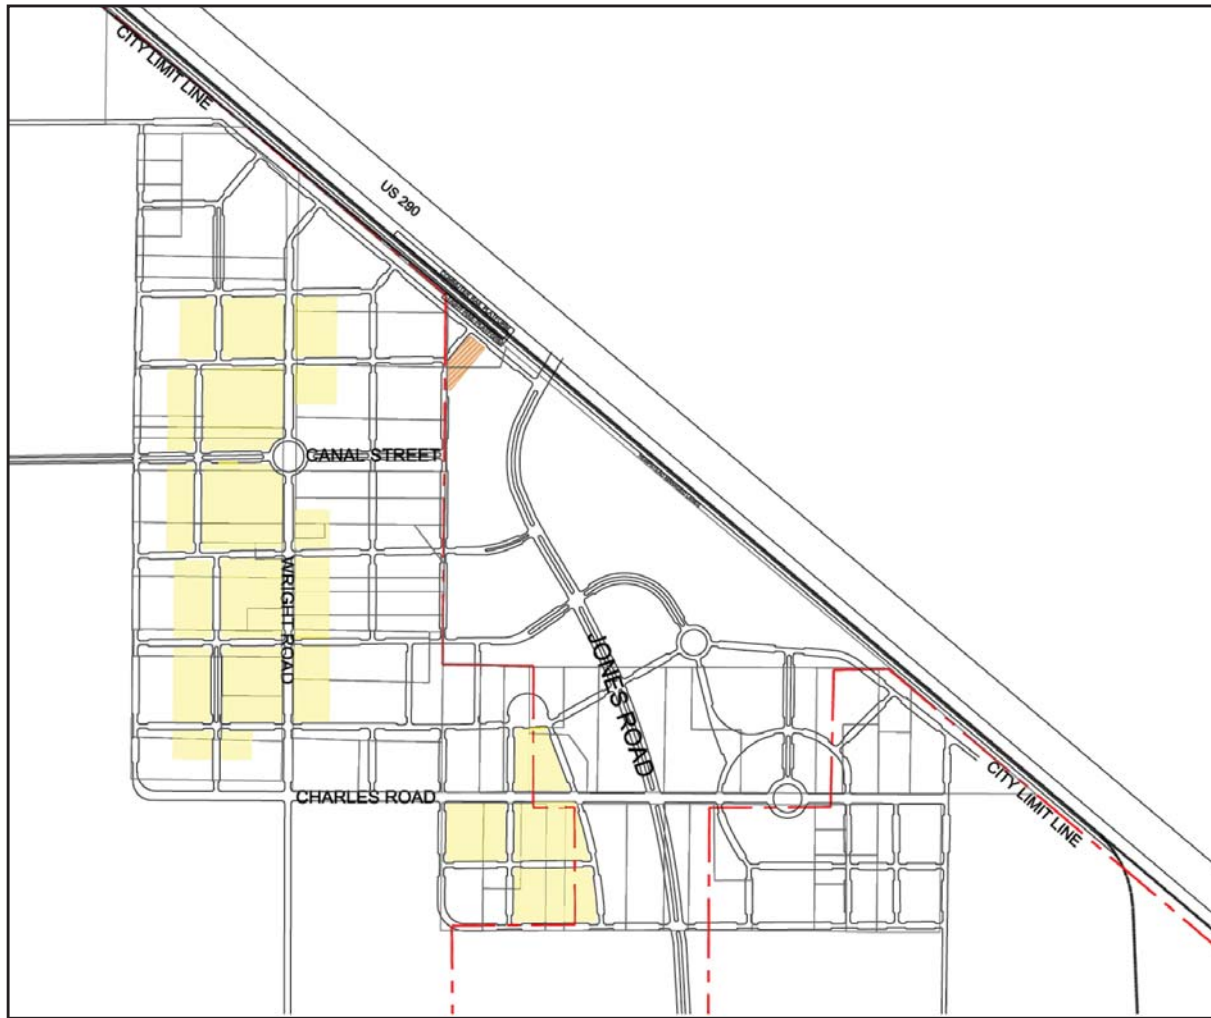 CITY LIMIT LINE
US 290
CANAL STREET
WRIGHT ROAD
JONES ROAD
CHARLES ROAD
CITY LIMIT LINE